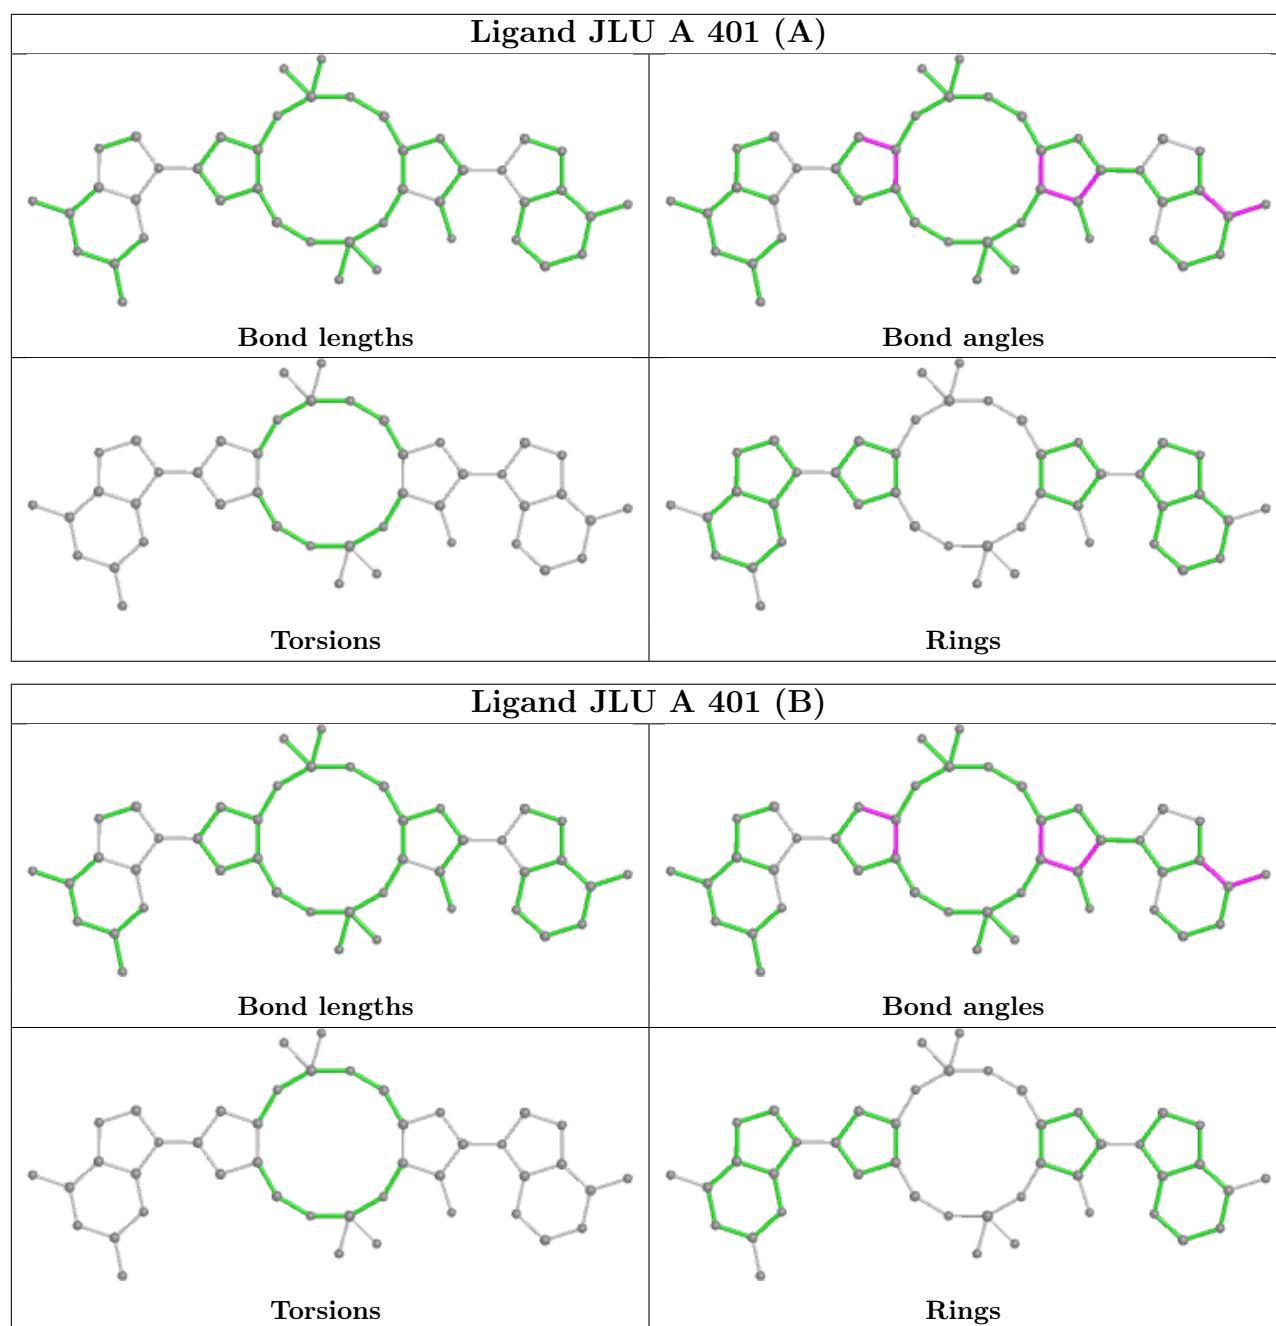 Ligand JLU A 401 (A)
Bond lengths
Bond angles
Torsions
Rings
Ligand JLU A 401 (B)
Bond lengths
Bond angles
Torsions
Rings